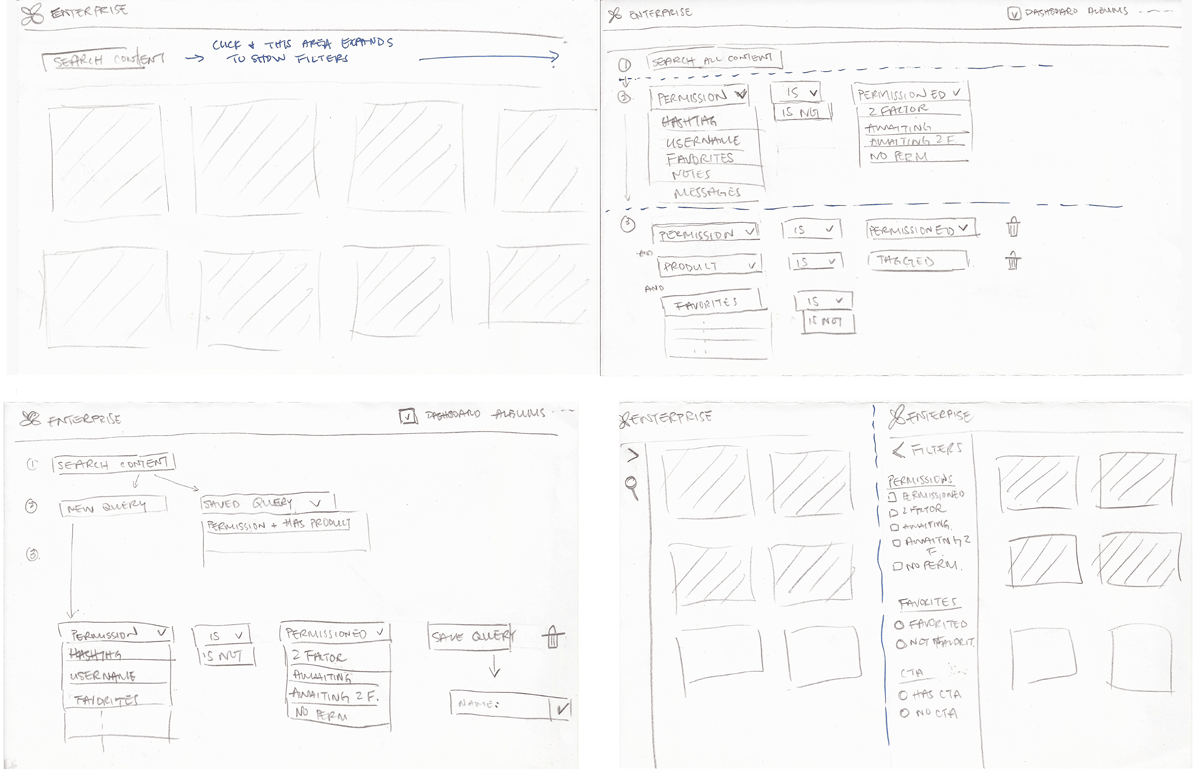 ENTERPRISE
SEARCH CONTENT
CLICK & THIS AREA EXPANDS
TO SHOW FILTERS
ENTERPRISE
DASHBOARD ALBUMS
① SEARCH ALL CONTENT
② PERMISSION IS PERMISSIONED
HASHTAG IS NOT 2 FACTOR
USERNAME AWAITING
FAVORITES AWAITING 2 F.
NOTES NO PERM
MESSAGES
③ PERMISSION IS PERMISSIONED
AND PRODUCT IS TAGGED
AND
FAVORITES IS
IS NOT
ENTERPRISE
DASHBOARD ALBUMS
① SEARCH CONTENT
② NEW QUERY SAVED QUERY
PERMISSION + HAS PRODUCT
③
PERMISSION IS PERMISSIONED SAVE QUERY
HASHTAG IS NOT 2 FACTOR
USERNAME AWAITING
FAVORITES AWAITING 2 F.
NO PERM
NAME:
ENTERPRISE
ENTERPRISE
< FILTERS
PERMISSIONS
PERMISSIONED
2 FACTOR
AWAITING
AWAITING 2
F.
NO PERM.
FAVORITES
FAVORITED
NOT FAVORIT.
CTA
HAS CTA
NO CTA